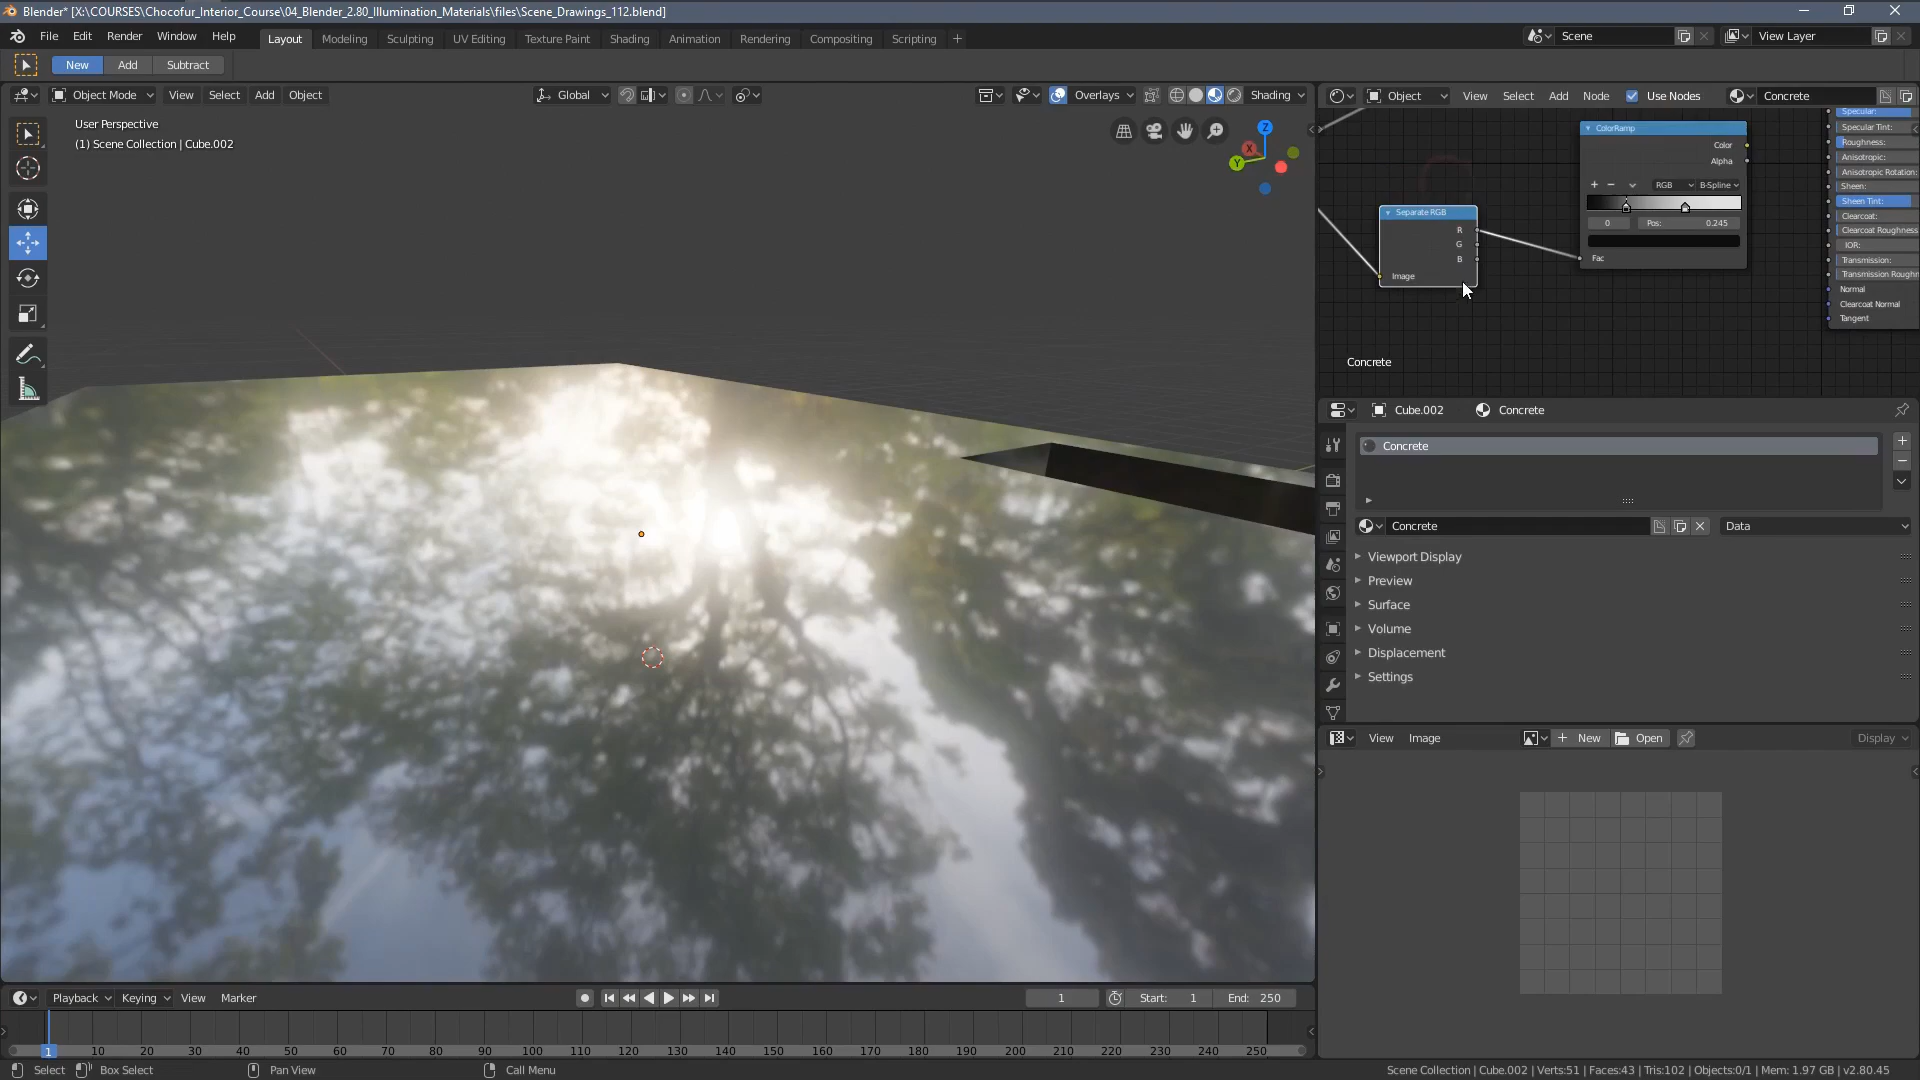 Blender* [X:\COURSES\Chocofur_Interior_Course\04_Blender_2.80_Illumination_Materials\files\Scene_Drawings_112.blend]
File Edit Render Window Help Layout Modeling Sculpting UV Editing Texture Paint Shading Animation Rendering Compositing Scripting + Scene View Layer
New Add Subtract
Object Mode View Select Add Object Global Overlays Shading
User Perspective
(1) Scene Collection | Cube.002
Z
X
Y
Object View Select Add Node Use Nodes Concrete
ColorRamp
Color
Alpha
RGB B-Spline
0 Pos: 0.245
Fac
Separate RGB
R
G
B
Image
Specular:
Specular Tint:
Roughness:
Anisotropic:
Anisotropic Rotation:
Sheen:
Sheen Tint:
Clearcoat:
Clearcoat Roughness
IOR:
Transmission:
Transmission Roughn
Normal
Clearcoat Normal
Tangent
Concrete
Cube.002 Concrete
Concrete
Concrete Data
Viewport Display
Preview
Surface
Volume
Displacement
Settings
View Image New Open Display
Playback Keying View Marker 1 Start: 1 End: 250
1 10 20 30 40 50 60 70 80 90 100 110 120 130 140 150 160 170 180 190 200 210 220 230 240 250
Select Box Select Pan View Call Menu Scene Collection | Cube.002 | Verts:51 | Faces:43 | Tris:102 | Objects:0/1 | Mem: 1.97 GB | v2.80.45